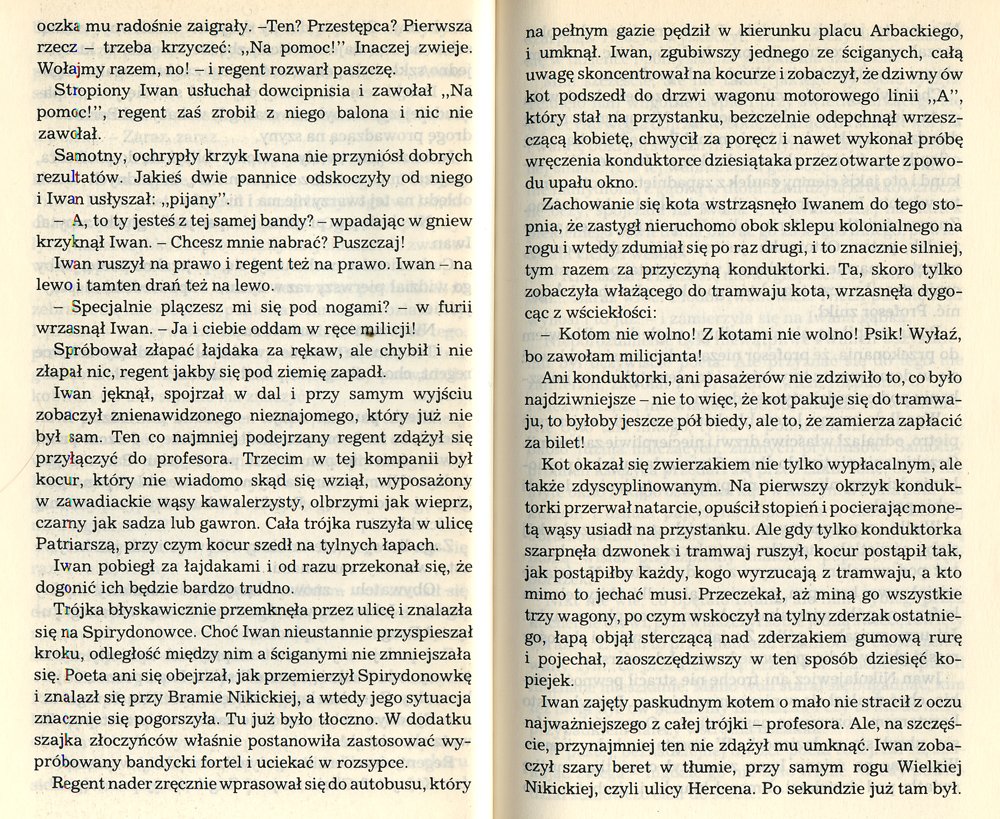 oczka mu radośnie zaigrały. –Ten? Przestępca? Pierwsza
rzecz – trzeba krzyczeć: „Na pomoc!” Inaczej zwieje.
Wołajmy razem, no! – i regent rozwarł paszczę.
Stropiony Iwan usłuchał dowcipnisia i zawołał „Na
pomoc!”, regent zaś zrobił z niego balona i nic nie
zawołał.
Samotny, ochrypły krzyk Iwana nie przyniósł dobrych
rezultatów. Jakieś dwie pannice odskoczyły od niego
i Iwan usłyszał: „pijany”.
– A, to ty jesteś z tej samej bandy? – wpadając w gniew
krzyknął Iwan. – Chcesz mnie nabrać? Puszczaj!
Iwan ruszył na prawo i regent też na prawo. Iwan – na
lewo i tamten drań też na lewo.
– Specjalnie plączesz mi się pod nogami? – w furii
wrzasnął Iwan. – Ja i ciebie oddam w ręce milicji!
Spróbował złapać łajdaka za rękaw, ale chybił i nie
złapał nic, regent jakby się pod ziemię zapadł.
Iwan jęknął, spojrzał w dal i przy samym wyjściu
zobaczył znienawidzonego nieznajomego, który już nie
był sam. Ten co najmniej podejrzany regent zdążył się
przyłączyć do profesora. Trzecim w tej kompanii był
kocur, który nie wiadomo skąd się wziął, wyposażony
w zawadiackie wąsy kawalerzysty, olbrzymi jak wieprz,
czarny jak sadza lub gawron. Cała trójka ruszyła w ulicę
Patriarszą, przy czym kocur szedł na tylnych łapach.
Iwan pobiegł za łajdakami i od razu przekonał się, że
dogonić ich będzie bardzo trudno.
Trójka błyskawicznie przemknęła przez ulicę i znalazła
się na Spirydonowce. Choć Iwan nieustannie przyspieszał
kroku, odległość między nim a ściganymi nie zmniejszała
się. Poeta ani się obejrzał, jak przemierzył Spirydonowkę
i znalazł się przy Bramie Nikickiej, a wtedy jego sytuacja
znacznie się pogorszyła. Tu już było tłoczno. W dodatku
szajka złoczyńców właśnie postanowiła zastosować wy-
próbowany bandycki fortel i uciekać w rozsypce.
Regent nader zręcznie wprasował się do autobusu, który
na pełnym gazie pędził w kierunku placu Arbackiego,
i umknął. Iwan, zgubiwszy jednego ze ściganych, całą
uwagę skoncentrował na kocurze i zobaczył, że dziwny ów
kot podszedł do drzwi wagonu motorowego linii „A”,
który stał na przystanku, bezczelnie odepchnął wrzesz-
czącą kobietę, chwycił za poręcz i nawet wykonał próbę
wręczenia konduktorce dziesiątaka przez otwarte z powo-
du upału okno.
Zachowanie się kota wstrząsnęło Iwanem do tego sto-
pnia, że zastygł nieruchomo obok sklepu kolonialnego na
rogu i wtedy zdumiał się po raz drugi, i to znacznie silniej,
tym razem za przyczyną konduktorki. Ta, skoro tylko
zobaczyła włażącego do tramwaju kota, wrzasnęła dygo-
cąc z wściekłości:
– Kotom nie wolno! Z kotami nie wolno! Psik! Wyłaź,
bo zawołam milicjanta!
Ani konduktorki, ani pasażerów nie zdziwiło to, co było
najdziwniejsze – nie to więc, że kot pakuje się do tramwa-
ju, to byłoby jeszcze pół biedy, ale to, że zamierza zapłacić
za bilet!
Kot okazał się zwierzakiem nie tylko wypłacalnym, ale
także zdyscyplinowanym. Na pierwszy okrzyk konduk-
torki przerwał natarcie, opuścił stopień i pocierając mone-
tą wąsy usiadł na przystanku. Ale gdy tylko konduktorka
szarpnęła dzwonek i tramwaj ruszył, kocur postąpił tak,
jak postąpiłby każdy, kogo wyrzucają z tramwaju, a kto
mimo to jechać musi. Przeczekał, aż miną go wszystkie
trzy wagony, po czym wskoczył na tylny zderzak ostatnie-
go, łapą objął sterczącą nad zderzakiem gumową rurę
i pojechał, zaoszczędziwszy w ten sposób dziesięć ko-
piejek.
Iwan zajęty paskudnym kotem o mało nie stracił z oczu
najważniejszego z całej trójki – profesora. Ale, na szczęś-
cie, przynajmniej ten nie zdążył mu umknąć. Iwan zoba-
czył szary beret w tłumie, przy samym rogu Wielkiej
Nikickiej, czyli ulicy Hercena. Po sekundzie już tam był.